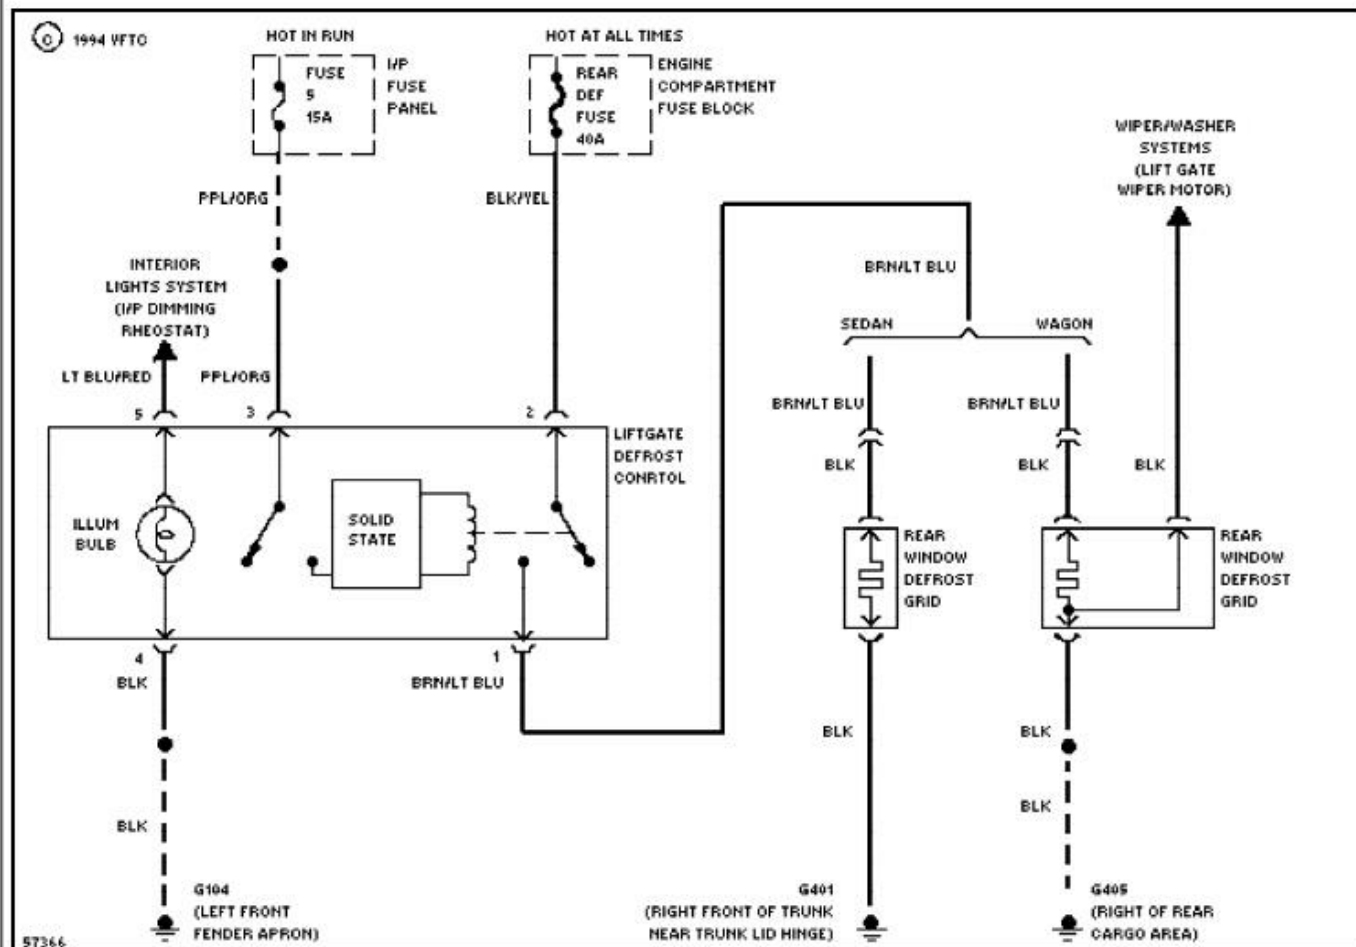 © 1994 VFTC
HOT IN RUN
HOT AT ALL TIMES
FUSE
5
15A
I/P
FUSE
PANEL
REAR
DEF
FUSE
40A
ENGINE
COMPARTMENT
FUSE BLOCK
WIPER/WASHER
SYSTEMS
(LIFT GATE
WIPER MOTOR)
PPL/ORG
BLK/YEL
INTERIOR
LIGHTS SYSTEM
(I/P DIMMING
RHEOSTAT)
BRN/LT BLU
SEDAN
WAGON
LT BLU/RED
PPL/ORG
BRN/LT BLU
BRN/LT BLU
5
3
2
LIFTGATE
DEFROST
CONRTOL
BLK
BLK
BLK
ILLUM
BULB
SOLID
STATE
REAR
WINDOW
DEFROST
GRID
REAR
WINDOW
DEFROST
GRID
4
1
BLK
BRN/LT BLU
BLK
BLK
BLK
BLK
G104
(LEFT FRONT
FENDER APRON)
G401
(RIGHT FRONT OF TRUNK
NEAR TRUNK LID HINGE)
G405
(RIGHT OF REAR
CARGO AREA)
57366